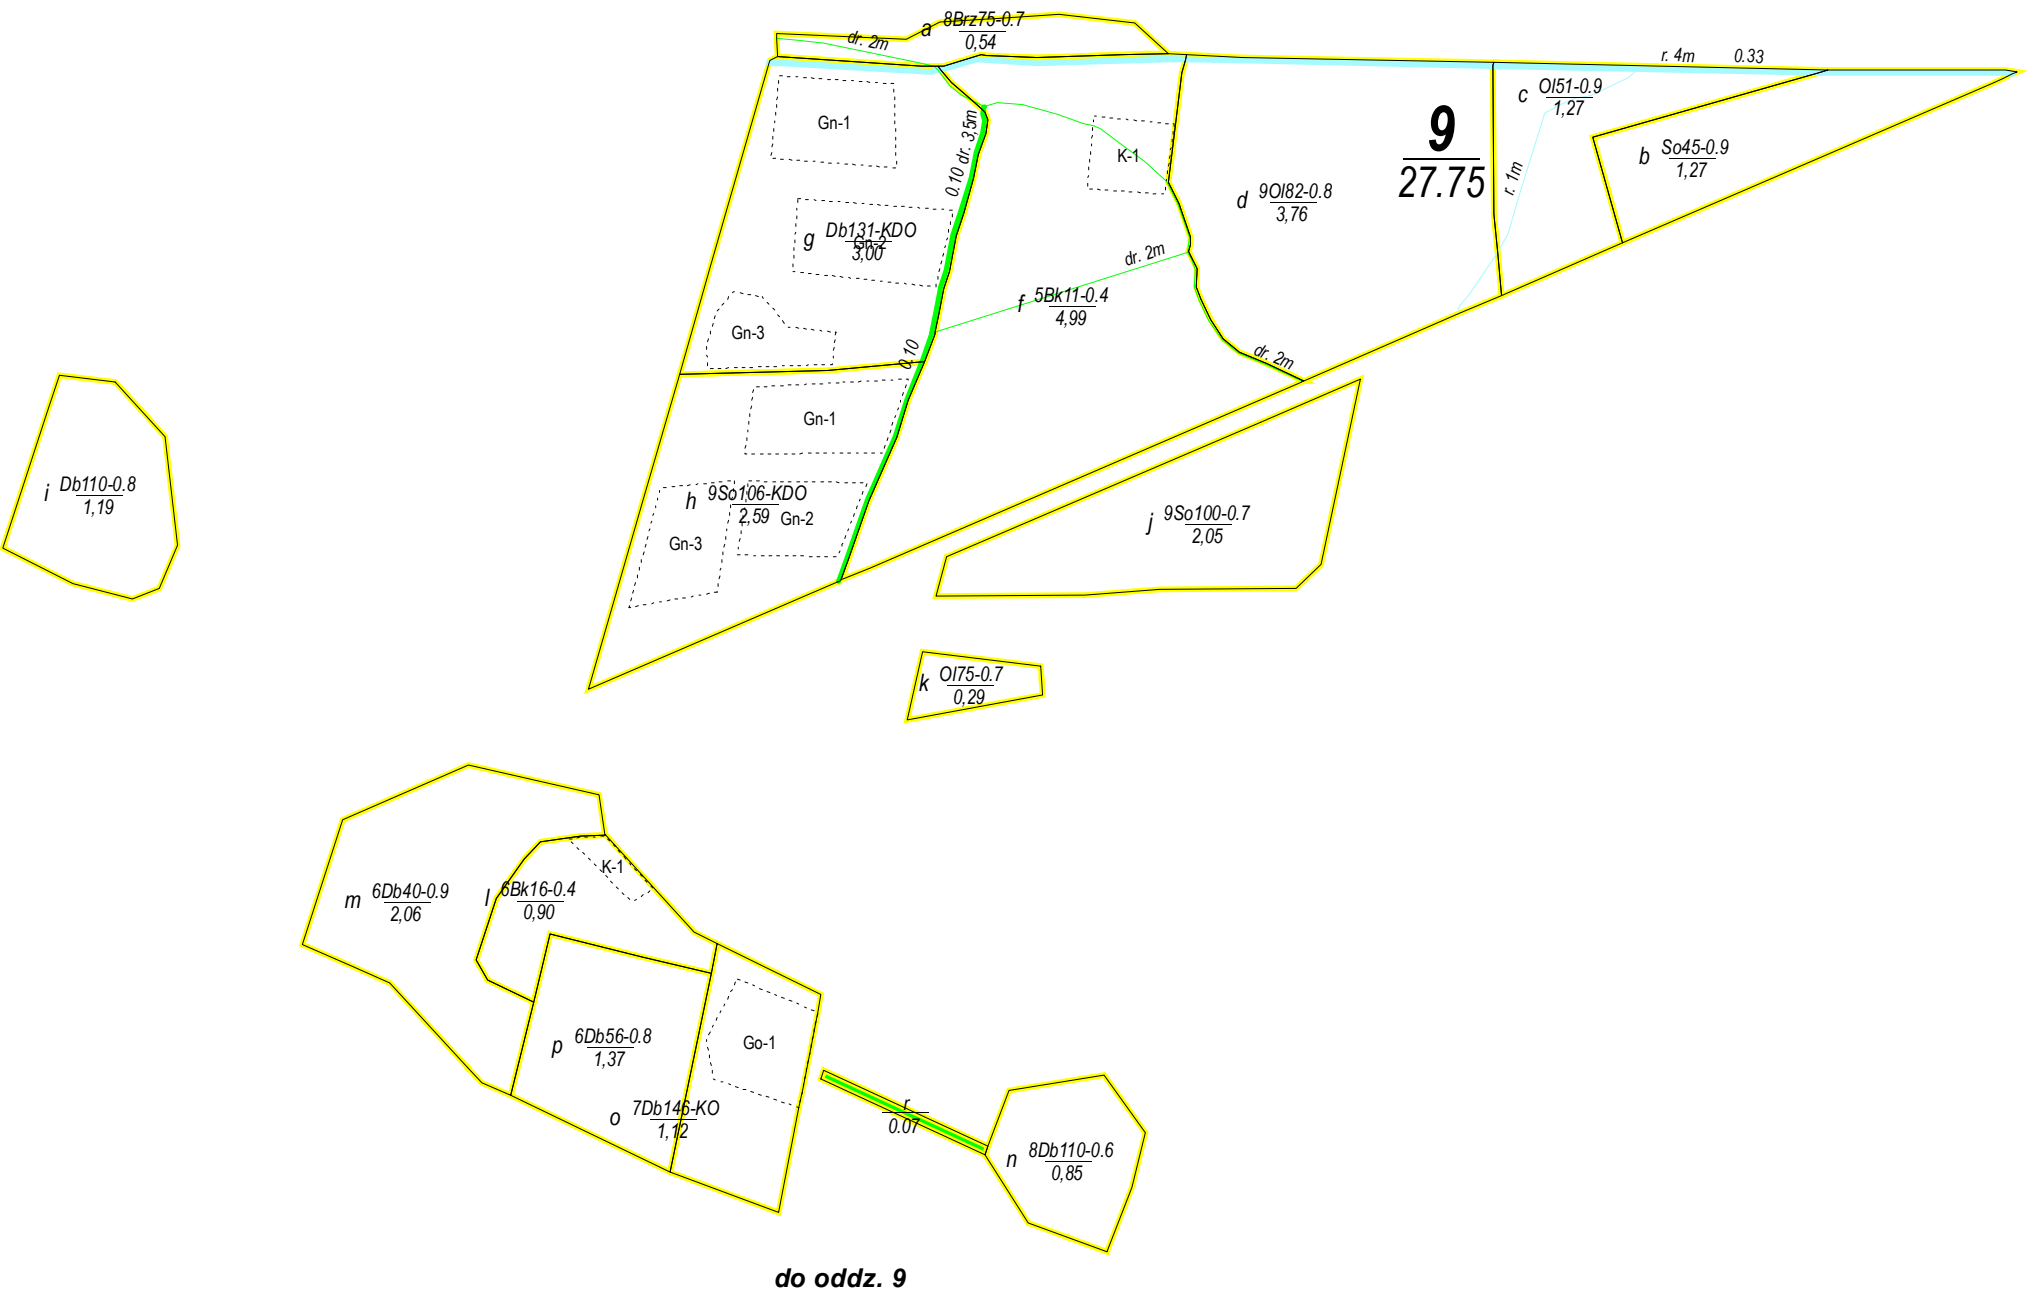 a 8Brz75-0.7
0,54
dr. 2m
r. 4m 0.33
c Ol51-0.9
1,27
b So45-0.9
1,27
r. 1m
9
27.75
Gn-1
0.10 dr. 3,5m
K-1
d 9Ol82-0.8
3,76
g Db131-KDO
Gn-2
3,00
dr. 2m
f 5Bk11-0.4
4,99
Gn-3
0.10
dr. 2m
Gn-1
i Db110-0.8
1,19
h 9So106-KDO
2,59
Gn-2
Gn-3
j 9So100-0.7
2,05
k Ol75-0.7
0,29
K-1
m 6Db40-0.9
2,06
l 6Bk16-0.4
0,90
p 6Db56-0.8
1,37
Go-1
o 7Db146-KO
1,12
r
0.07
n 8Db110-0.6
0,85
do oddz. 9